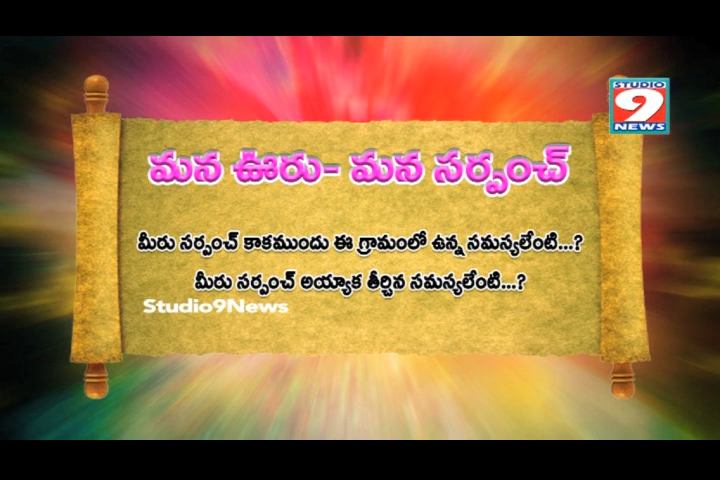 STUDIO
9
NEWS
మన ఊరు- మన సర్పంచ్
మీరు సర్పంచ్ కాకముందు ఈ గ్రామంలో ఉన్న సమస్యలేంటి...?
మీరు సర్పంచ్ అయ్యాక తీర్చిన సమస్యలేంటి...?
Studio9News